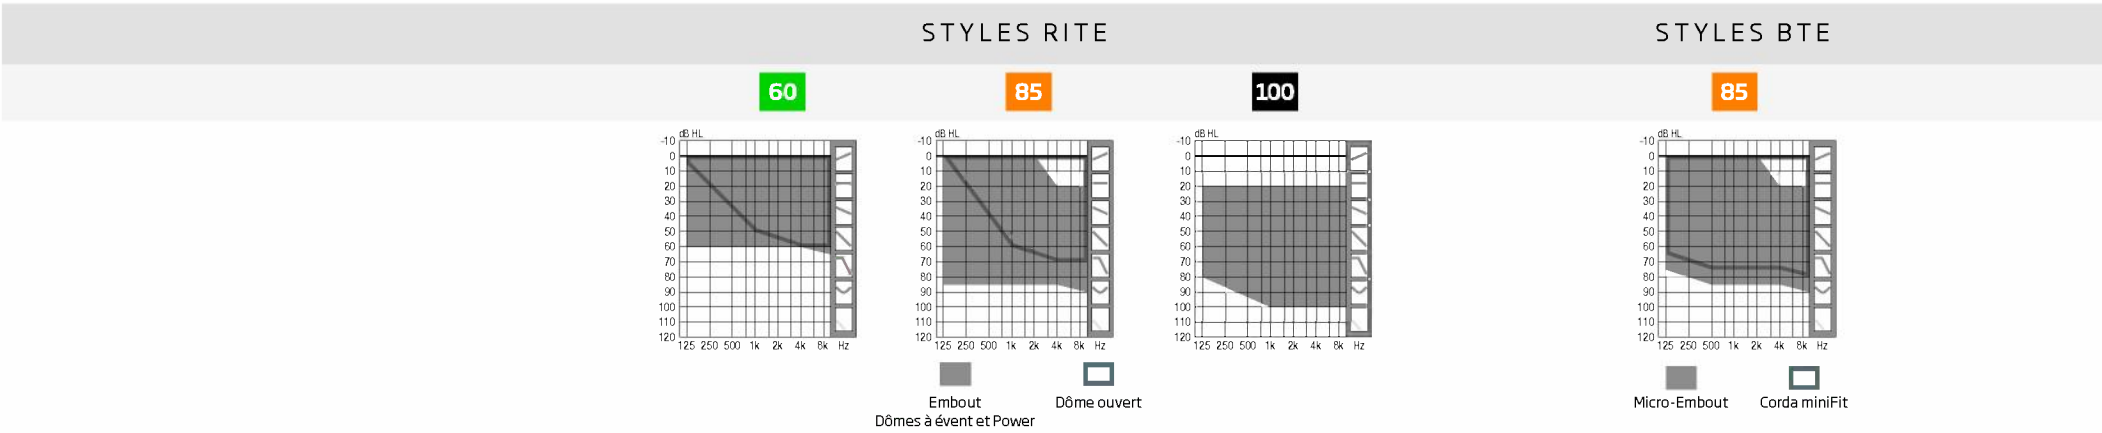 STYLES RITE STYLES BTE
60 85 100 85
dB HL dB HL dB HL dB HL
-10 -10 -10 -10
0 0 0 0
10 10 10 10
20 20 20 20
30 30 30 30
40 40 40 40
50 50 50 50
60 60 60 60
70 70 70 70
80 80 80 80
90 90 90 90
100 100 100 100
110 110 110 110
120 120 120 120
125 250 500 1k 2k 4k 8k Hz 125 250 500 1k 2k 4k 8k Hz 125 250 500 1k 2k 4k 8k Hz 125 250 500 1k 2k 4k 8k Hz
Embout Dôme ouvert Micro-Embout Corda miniFit
Dômes à évent et Power